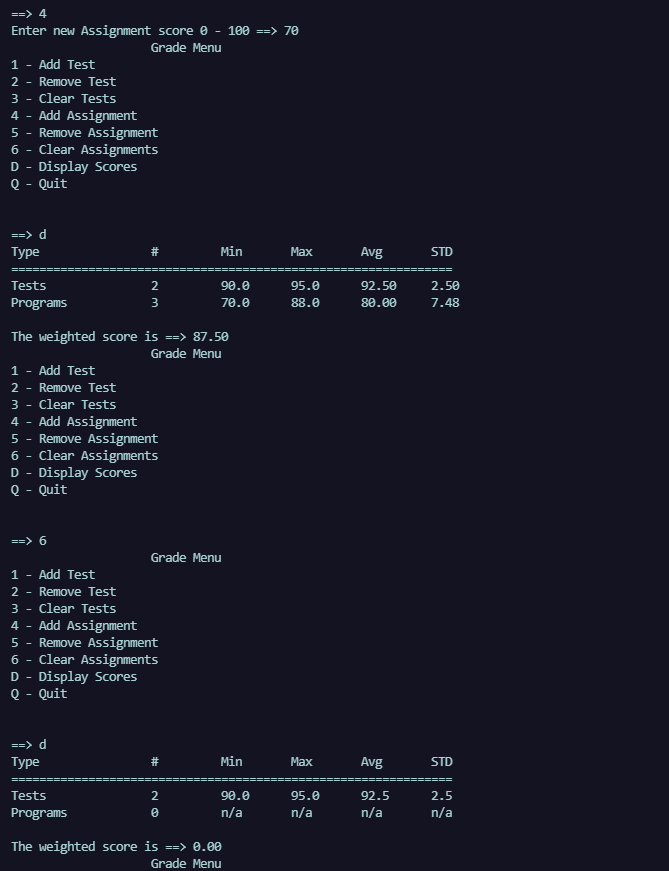 ==> 4
Enter new Assignment score 0 - 100 ==> 70
Grade Menu
1 - Add Test
2 - Remove Test
3 - Clear Tests
4 - Add Assignment
5 - Remove Assignment
6 - Clear Assignments
D - Display Scores
Q - Quit
==> d
Type # Min Max Avg STD
===============================================================
Tests 2 90.0 95.0 92.50 2.50
Programs 3 70.0 88.0 80.00 7.48
The weighted score is ==> 87.50
Grade Menu
1 - Add Test
2 - Remove Test
3 - Clear Tests
4 - Add Assignment
5 - Remove Assignment
6 - Clear Assignments
D - Display Scores
Q - Quit
==> 6
Grade Menu
1 - Add Test
2 - Remove Test
3 - Clear Tests
4 - Add Assignment
5 - Remove Assignment
6 - Clear Assignments
D - Display Scores
Q - Quit
==> d
Type # Min Max Avg STD
===============================================================
Tests 2 90.0 95.0 92.5 2.5
Programs 0 n/a n/a n/a n/a
The weighted score is ==> 0.00
Grade Menu